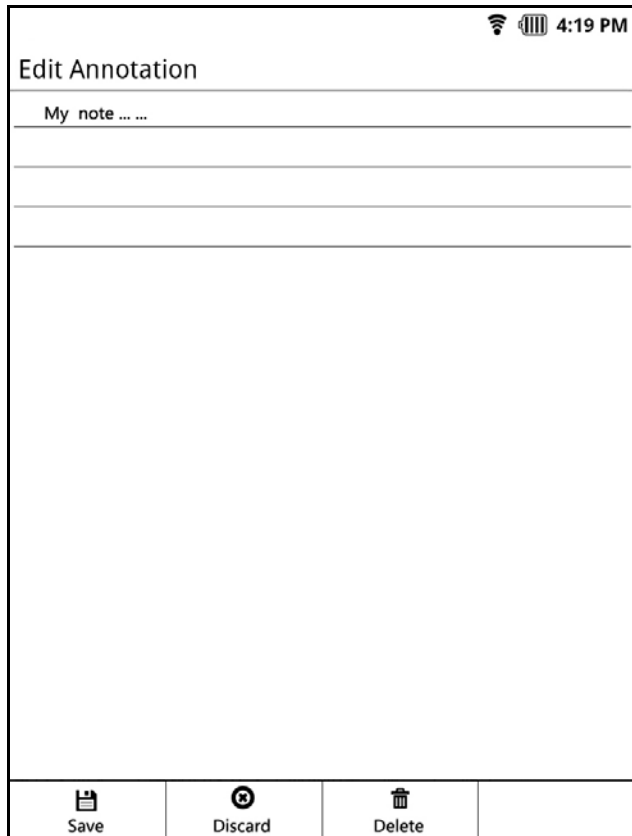 4:19 PM
Edit Annotation
My note ... ...
Save Discard Delete